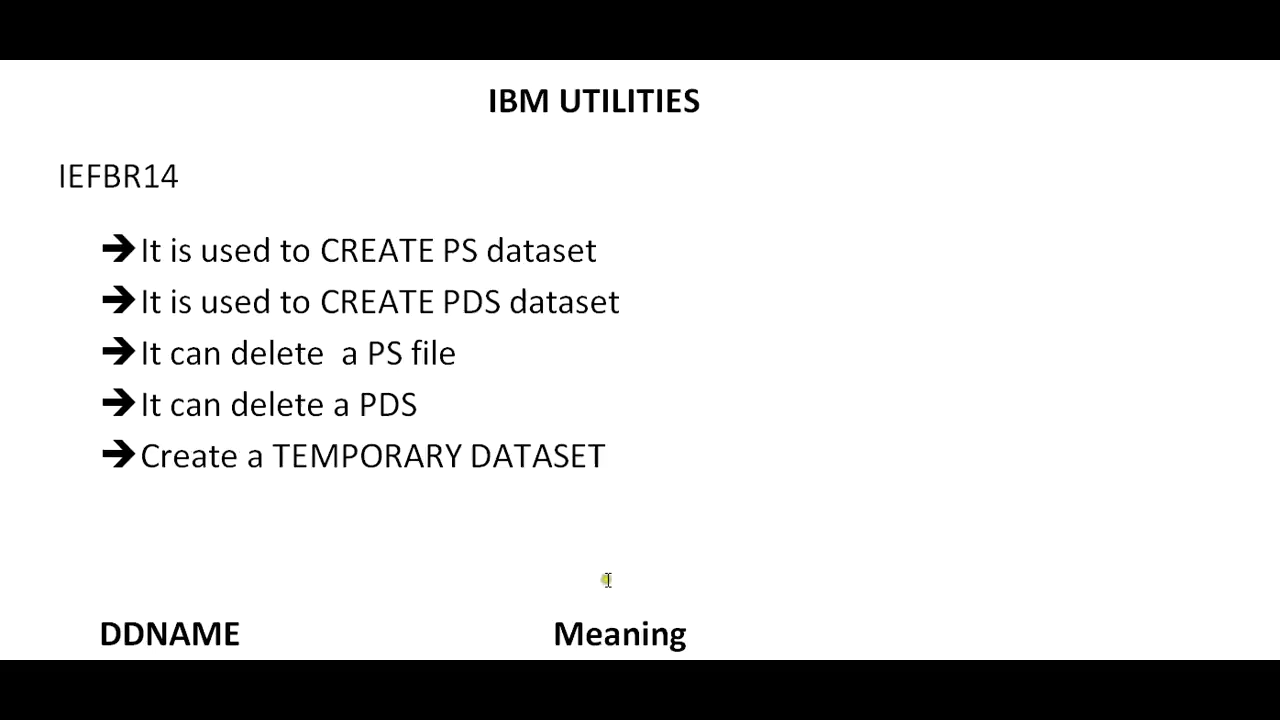 IBM UTILITIES
IEFBR14
➔ It is used to CREATE PS dataset
➔ It is used to CREATE PDS dataset
➔ It can delete  a PS file
➔ It can delete a PDS
➔ Create a TEMPORARY DATASET
DDNAME Meaning